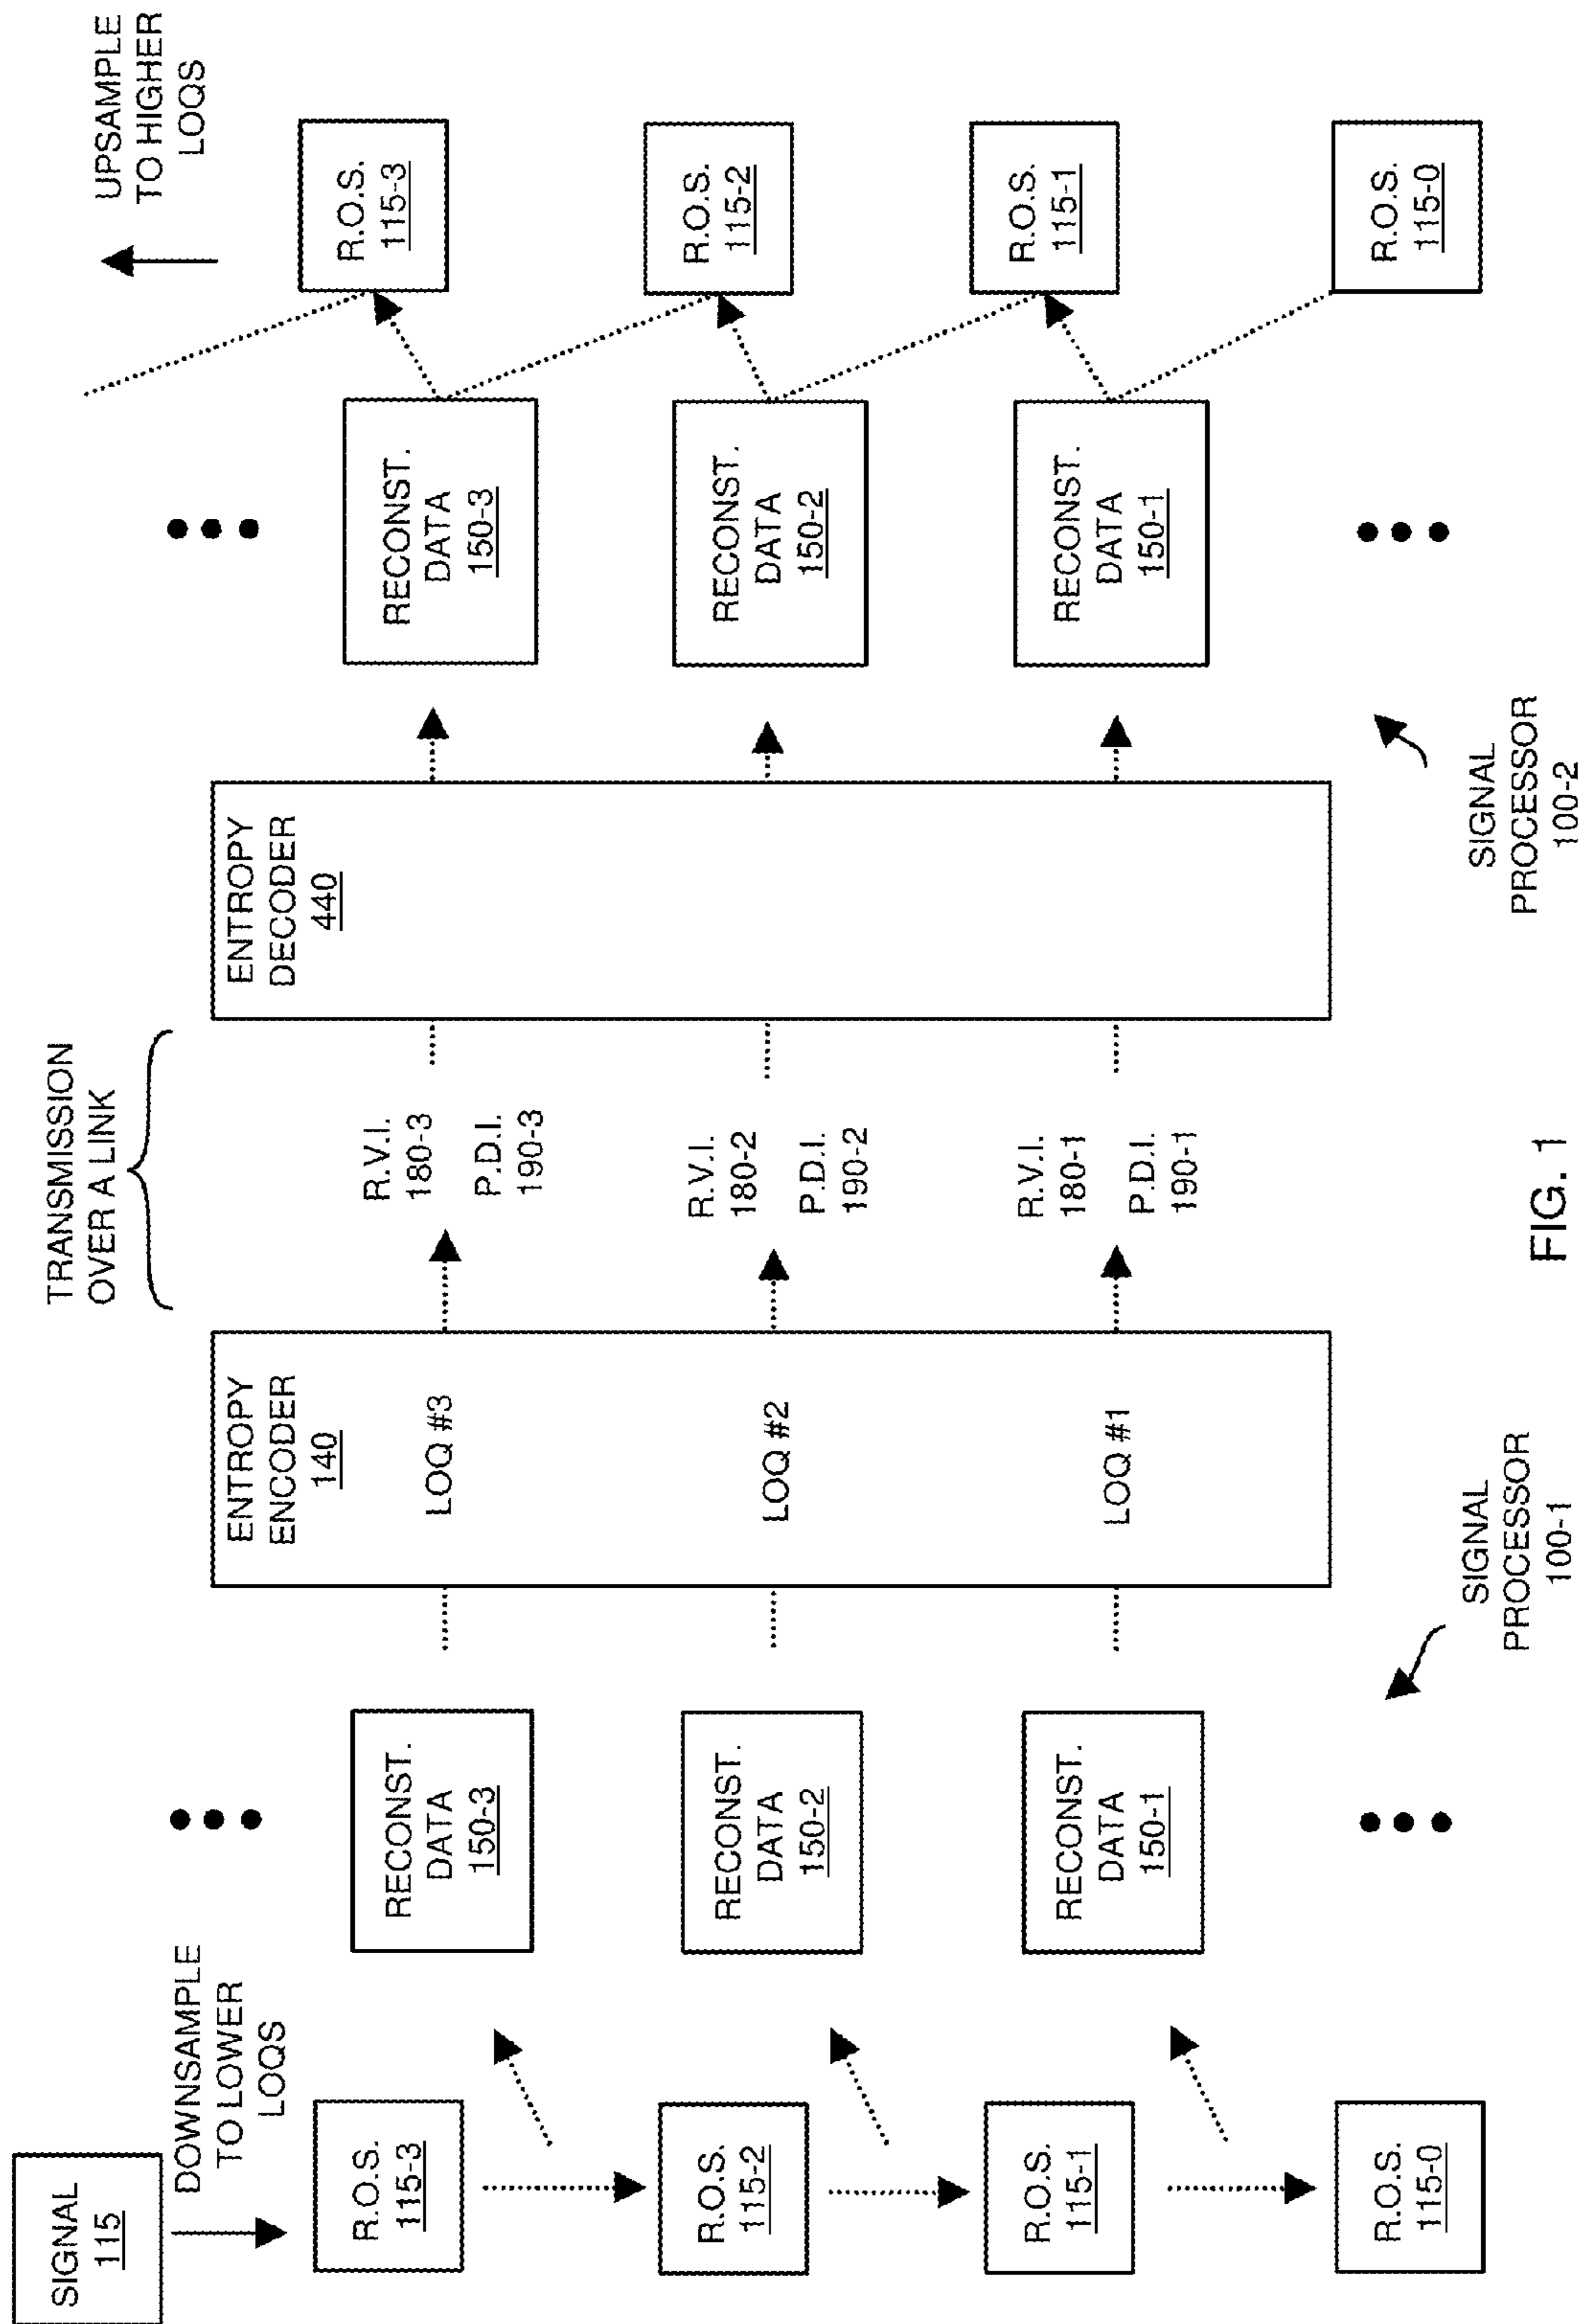 SIGNAL
115
DOWNSAMPLE
TO LOWER
LOQS
R.O.S.
115-3
R.O.S.
115-2
R.O.S.
115-1
R.O.S.
115-0
RECONST.
DATA
150-3
RECONST.
DATA
150-2
RECONST.
DATA
150-1
SIGNAL
PROCESSOR
100-1
ENTROPY
ENCODER
140
LOQ #3
LOQ #2
LOQ #1
TRANSMISSION
OVER A LINK
R.V.I.
180-3
P.D.I.
190-3
R.V.I.
180-2
P.D.I.
190-2
R.V.I.
180-1
P.D.I.
190-1
ENTROPY
DECODER
440
RECONST.
DATA
150-3
RECONST.
DATA
150-2
RECONST.
DATA
150-1
SIGNAL
PROCESSOR
100-2
UPSAMPLE
TO HIGHER
LOQS
R.O.S.
115-3
R.O.S.
115-2
R.O.S.
115-1
R.O.S.
115-0
FIG. 1